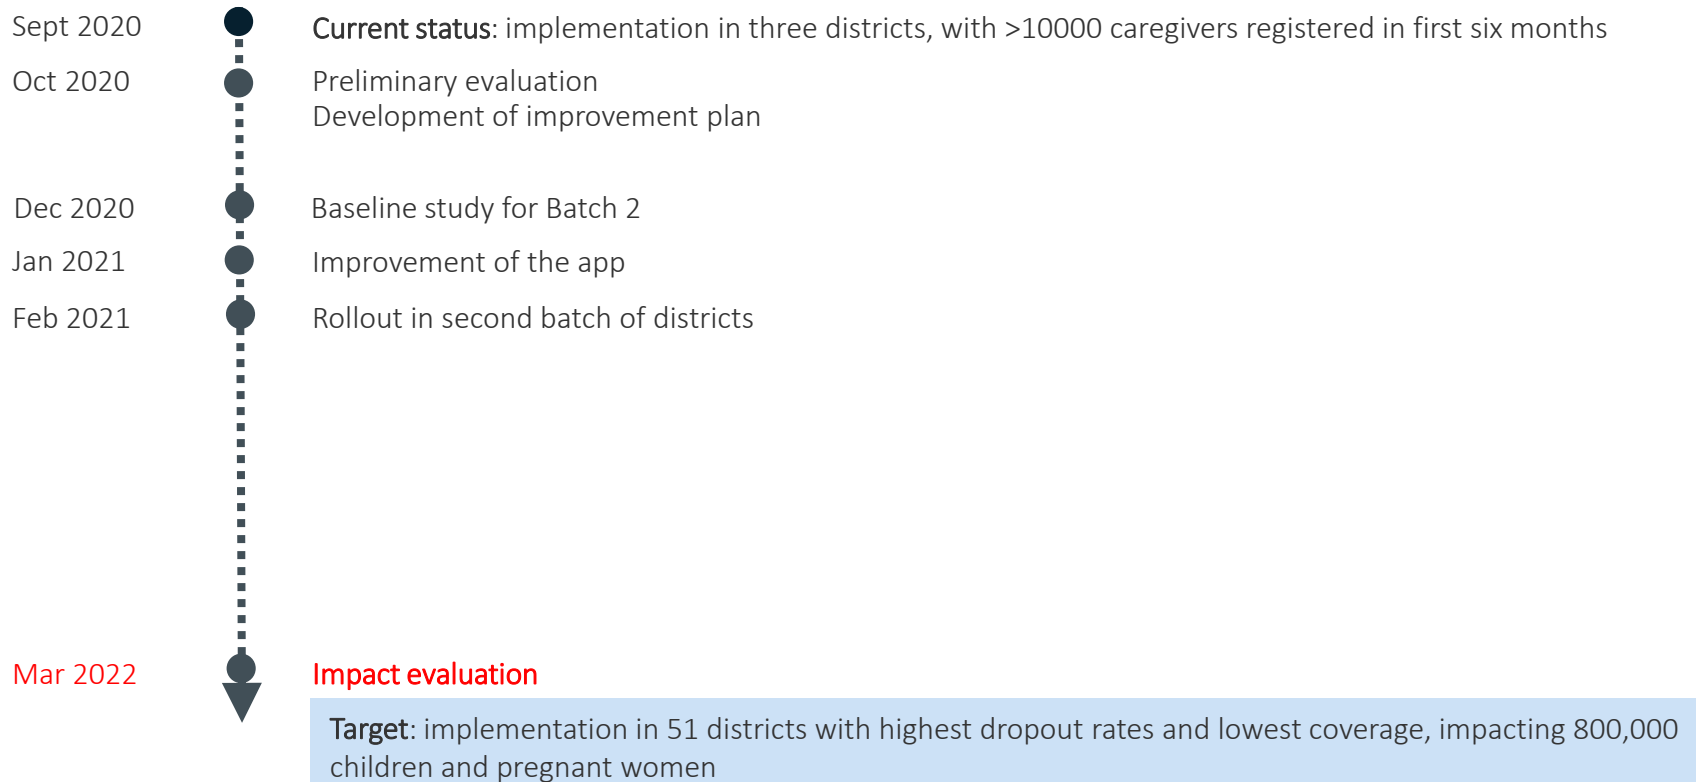 Sept 2020 Current status: implementation in three districts, with >10000 caregivers registered in first six months
Oct 2020 Preliminary evaluation
Development of improvement plan
Dec 2020 Baseline study for Batch 2
Jan 2021 Improvement of the app
Feb 2021 Rollout in second batch of districts
Mar 2022 Impact evaluation
Target: implementation in 51 districts with highest dropout rates and lowest coverage, impacting 800,000
children and pregnant women